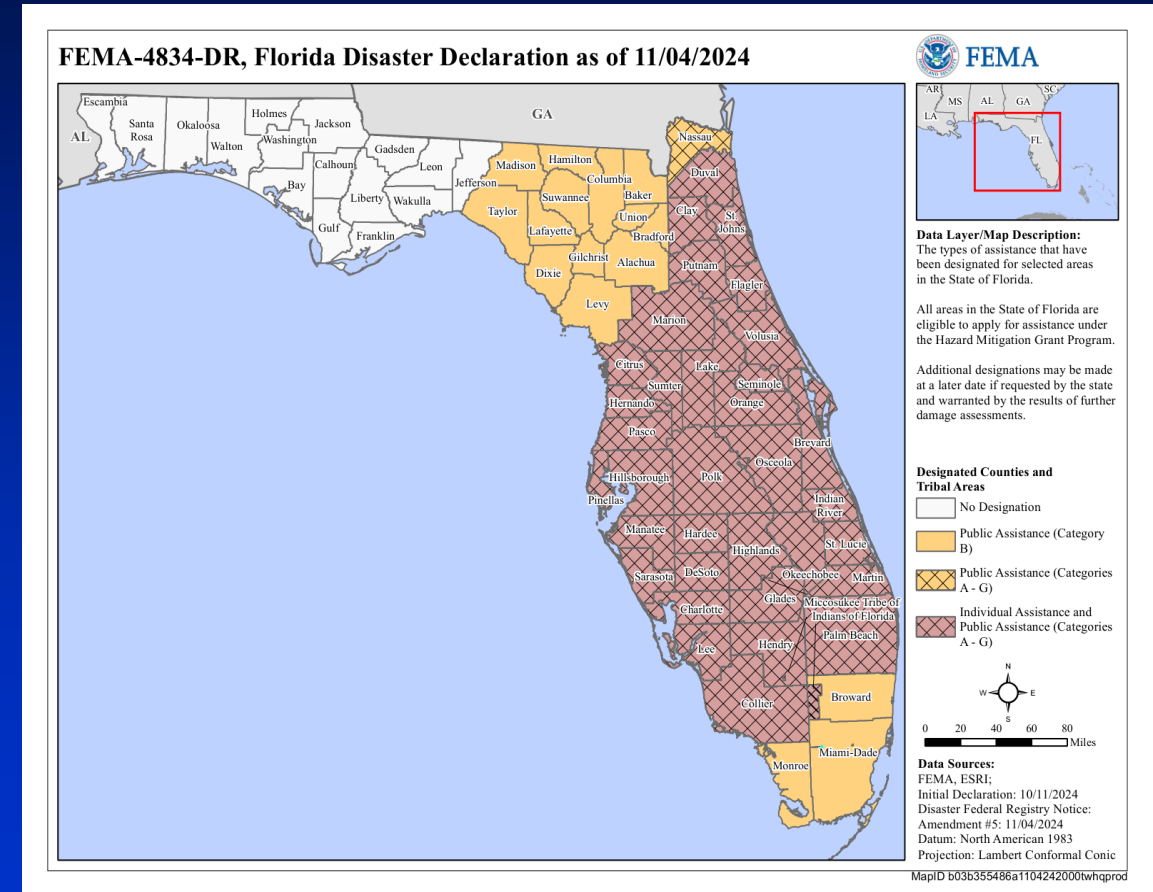 FEMA-4834-DR, Florida Disaster Declaration as of 11/04/2024
FEMA
Escambia
Santa
Rosa
Okaloosa
Walton
Holmes
Washington
Jackson
Bay
Calhoun
Gulf
Liberty
Gadsden
Leon
Wakulla
Franklin
Jefferson
AL
GA
Madison
Hamilton
Columbia
Baker
Nassau
Duval
Taylor
Suwannee
Lafayette
Union
Bradford
Clay
St.
Johns
Dixie
Gilchrist
Alachua
Putnam
Flagler
Levy
Marion
Volusia
Citrus
Sumter
Lake
Seminole
Hernando
Orange
Pasco
Brevard
Osceola
Hillsborough
Polk
Pinellas
Indian
River
Manatee
Hardee
Highlands
St. Lucie
Sarasota
DeSoto
Okeechobee
Martin
Charlotte
Glades
Miccosukee Tribe of
Indians of Florida
Palm Beach
Lee
Hendry
Collier
Broward
Miami-Dade
Monroe
AR
MS
AL
GA
SC
LA
FL
Data Layer/Map Description:
The types of assistance that have
been designated for selected areas
in the State of Florida.
All areas in the State of Florida are
eligible to apply for assistance under
the Hazard Mitigation Grant Program.
Additional designations may be made
at a later date if requested by the state
and warranted by the results of further
damage assessments.
Designated Counties and
Tribal Areas
No Designation
Public Assistance (Category
B)
Public Assistance (Categories
A - G)
Individual Assistance and
Public Assistance (Categories
A - G)
N
W
E
S
0 20 40 60 80
Miles
Data Sources:
FEMA, ESRI;
Initial Declaration: 10/11/2024
Disaster Federal Registry Notice:
Amendment #5: 11/04/2024
Datum: North American 1983
Projection: Lambert Conformal Conic
MapID b03b355486a1104242000twhqprod